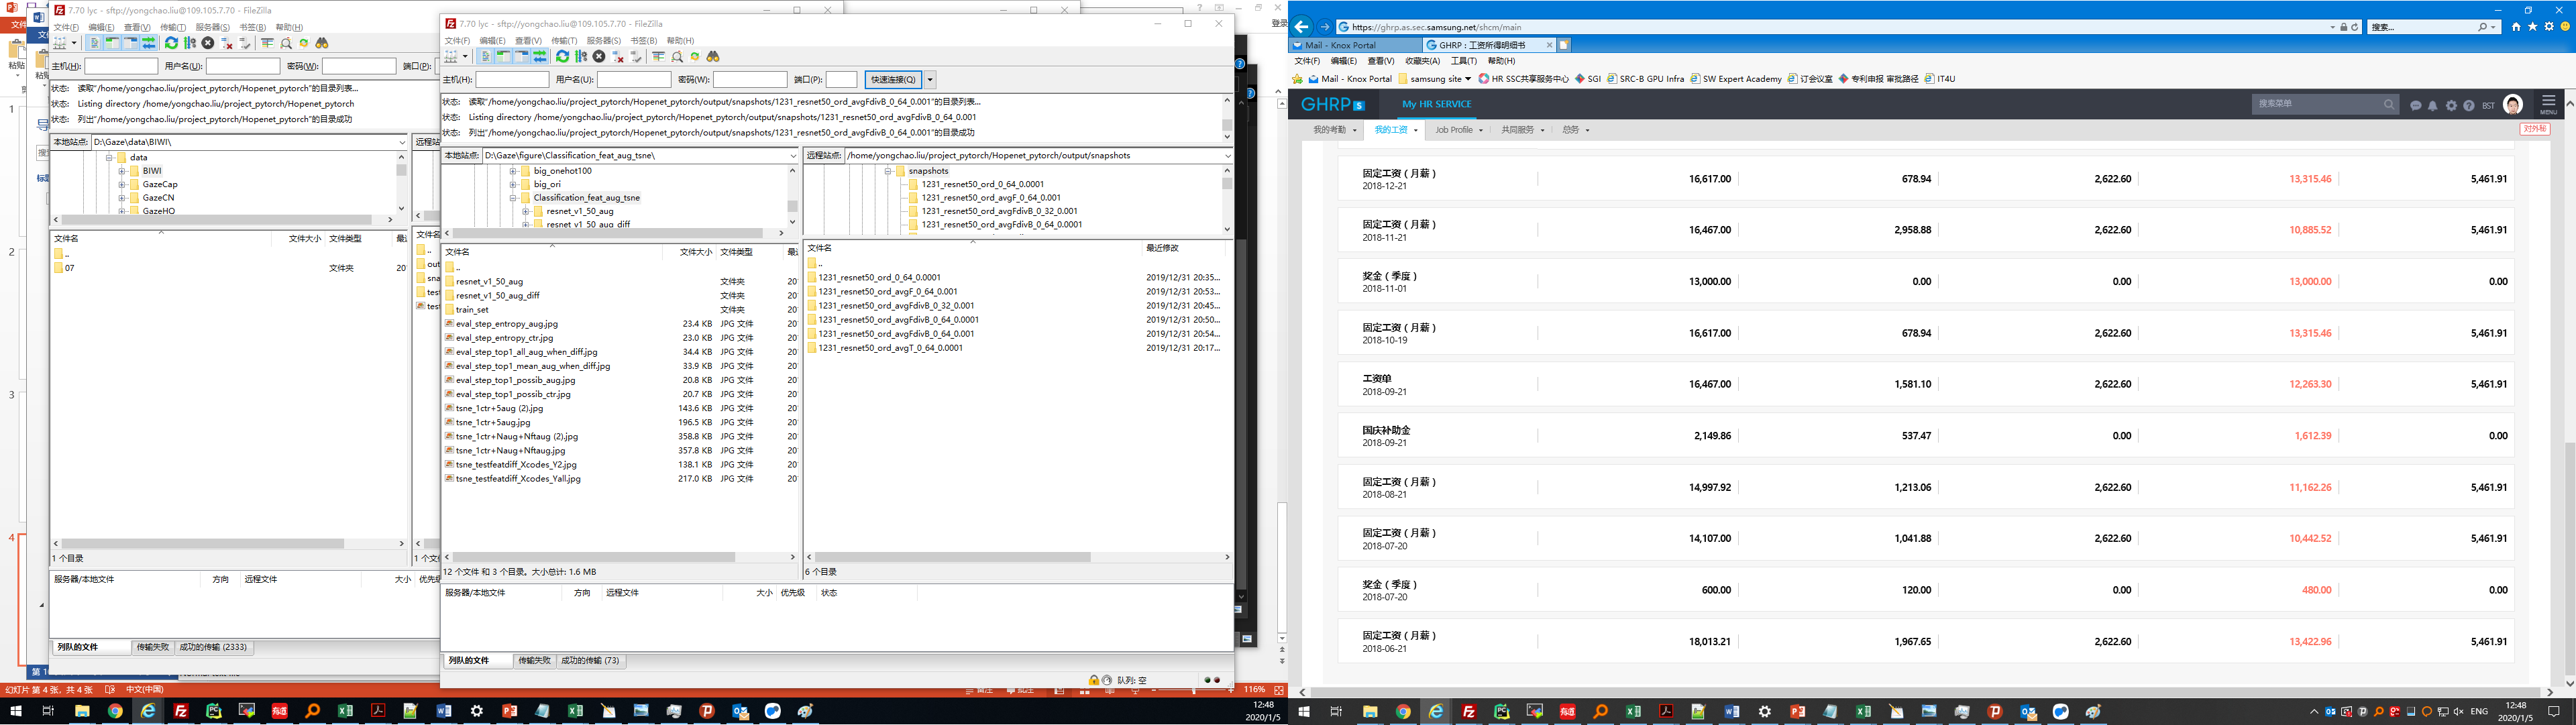 7.70 lyc - sftp://yongchao.liu@109.105.7.70 - FileZilla
文件(F) 编辑(E) 查看(V) 传输(T) 服务器(S) 书签(B) 帮助(H)
主机(H): 用户名(U): 密码(W): 端口(P):
状态: 读取"/home/yongchao.liu/project_pytorch/Hopenet_pytorch"的目录列表...
状态: Listing directory /home/yongchao.liu/project_pytorch/Hopenet_pytorch
状态: 列出"/home/yongchao.liu/project_pytorch/Hopenet_pytorch"的目录成功
本地站点: D:\Gaze\data\BIWI\
data
BIWI
GazeCap
GazeCN
GazeHO
文件名 文件大小 文件类型
..
07 文件夹 20
1 个目录
服务器/本地文件 方向 远程文件 大小 优先级
列队的文件 传输失败 成功的传输 (2333)
幻灯片 第 4 张，共 4 张 中文(中国)
7.70 lyc - sftp://yongchao.liu@109.105.7.70 - FileZilla
文件(F) 编辑(E) 查看(V) 传输(T) 服务器(S) 书签(B) 帮助(H)
主机(H): 用户名(U): 密码(W): 端口(P): 快速连接(Q)
状态: 读取"/home/yongchao.liu/project_pytorch/Hopenet_pytorch/output/snapshots/1231_resnet50_ord_avgFdivB_0_64_0.001"的目录列表...
状态: Listing directory /home/yongchao.liu/project_pytorch/Hopenet_pytorch/output/snapshots/1231_resnet50_ord_avgFdivB_0_64_0.001
状态: 列出"/home/yongchao.liu/project_pytorch/Hopenet_pytorch/output/snapshots/1231_resnet50_ord_avgFdivB_0_64_0.001"的目录成功
本地站点: D:\Gaze\figure\Classification_feat_aug_tsne\
big_onehot100
big_ori
Classification_feat_aug_tsne
resnet_v1_50_aug
resnet_v1_50_aug_diff
文件名 文件大小 文件类型
..
resnet_v1_50_aug 文件夹 20
resnet_v1_50_aug_diff 文件夹 20
train_set 文件夹 20
eval_step_entropy_aug.jpg 23.4 KB JPG 文件 20
eval_step_entropy_ctr.jpg 23.0 KB JPG 文件 20
eval_step_top1_all_aug_when_diff.jpg 34.4 KB JPG 文件 20
eval_step_top1_mean_aug_when_diff.jpg 33.9 KB JPG 文件 20
eval_step_top1_possib_aug.jpg 20.8 KB JPG 文件 20
eval_step_top1_possib_ctr.jpg 20.7 KB JPG 文件 20
tsne_1ctr+5aug (2).jpg 143.6 KB JPG 文件 20
tsne_1ctr+5aug.jpg 196.5 KB JPG 文件 20
tsne_1ctr+Naug+Nftaug (2).jpg 358.8 KB JPG 文件 20
tsne_1ctr+Naug+Nftaug.jpg 357.8 KB JPG 文件 20
tsne_testfeatdiff_Xcodes_Y2.jpg 138.1 KB JPG 文件 20
tsne_testfeatdiff_Xcodes_Yall.jpg 217.0 KB JPG 文件 20
12 个文件 和 3 个目录。大小总计: 1.6 MB
远程站点: /home/yongchao.liu/project_pytorch/Hopenet_pytorch/output/snapshots
snapshots
1231_resnet50_ord_0_64_0.0001
1231_resnet50_ord_avgF_0_64_0.001
1231_resnet50_ord_avgFdivB_0_32_0.001
1231_resnet50_ord_avgFdivB_0_64_0.0001
文件名 最近修改
..
1231_resnet50_ord_0_64_0.0001 2019/12/31 20:35...
1231_resnet50_ord_avgF_0_64_0.001 2019/12/31 20:53...
1231_resnet50_ord_avgFdivB_0_32_0.001 2019/12/31 20:45...
1231_resnet50_ord_avgFdivB_0_64_0.0001 2019/12/31 20:50...
1231_resnet50_ord_avgFdivB_0_64_0.001 2019/12/31 20:54...
1231_resnet50_ord_avgT_0_64_0.0001 2019/12/31 20:17...
6 个目录
服务器/本地文件 方向 远程文件 大小 优先级 状态
列队的文件 传输失败 成功的传输 (73)
队列: 空
116%
12:48
2020/1/5
https://ghrp.as.sec.samsung.net/shcm/main 搜索...
Mail - Knox Portal GHRP : 工资所得明细书
文件(F) 编辑(E) 查看(V) 收藏夹(A) 工具(T) 帮助(H)
Mail - Knox Portal samsung site HR SSC共享服务中心 SGI SRC-B GPU Infra SW Expert Academy 订会议室 专利申报 审批路径 IT4U
GHRP S My HR SERVICE 搜索菜单 BST MENU
我的考勤 我的工资 Job Profile 共同服务 总务 对外秘
固定工资（月薪） 2018-12-21 16,617.00 678.94 2,622.60 13,315.46 5,461.91
固定工资（月薪） 2018-11-21 16,467.00 2,958.88 2,622.60 10,885.52 5,461.91
奖金（季度） 2018-11-01 13,000.00 0.00 0.00 13,000.00 0.00
固定工资（月薪） 2018-10-19 16,617.00 678.94 2,622.60 13,315.46 5,461.91
工资单 2018-09-21 16,467.00 1,581.10 2,622.60 12,263.30 5,461.91
国庆补助金 2018-09-21 2,149.86 537.47 0.00 1,612.39 0.00
固定工资（月薪） 2018-08-21 14,997.92 1,213.06 2,622.60 11,162.26 5,461.91
固定工资（月薪） 2018-07-20 14,107.00 1,041.88 2,622.60 10,442.52 5,461.91
奖金（季度） 2018-07-20 600.00 120.00 0.00 480.00 0.00
固定工资（月薪） 2018-06-21 18,013.21 1,967.65 2,622.60 13,422.96 5,461.91
ENG
12:48
2020/1/5